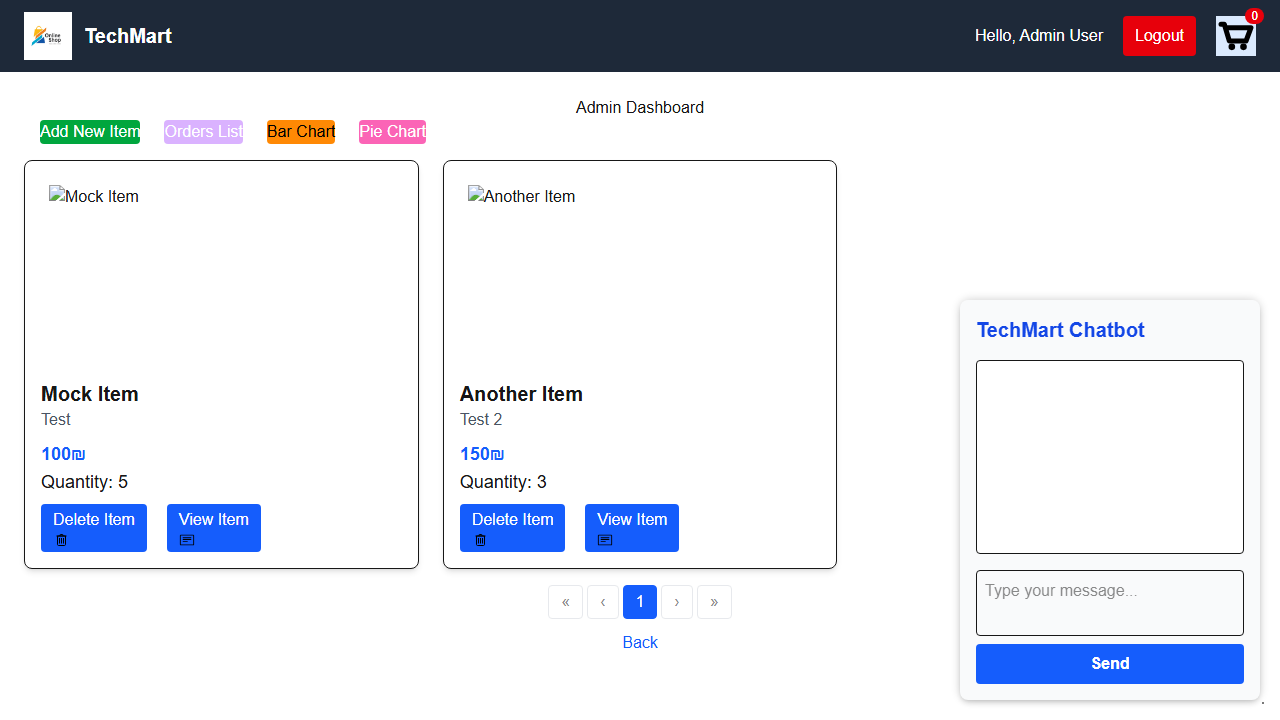 Online
Shop
TechMart
Hello, Admin User
Logout
0
Admin Dashboard
Add New Item
Orders List
Bar Chart
Pie Chart
Mock Item
Another Item
Mock Item
Test
100₪
Quantity: 5
Delete Item
View Item
Another Item
Test 2
150₪
Quantity: 3
Delete Item
View Item
« ‹ 1 › »
Back
TechMart Chatbot
Type your message...
Send
.